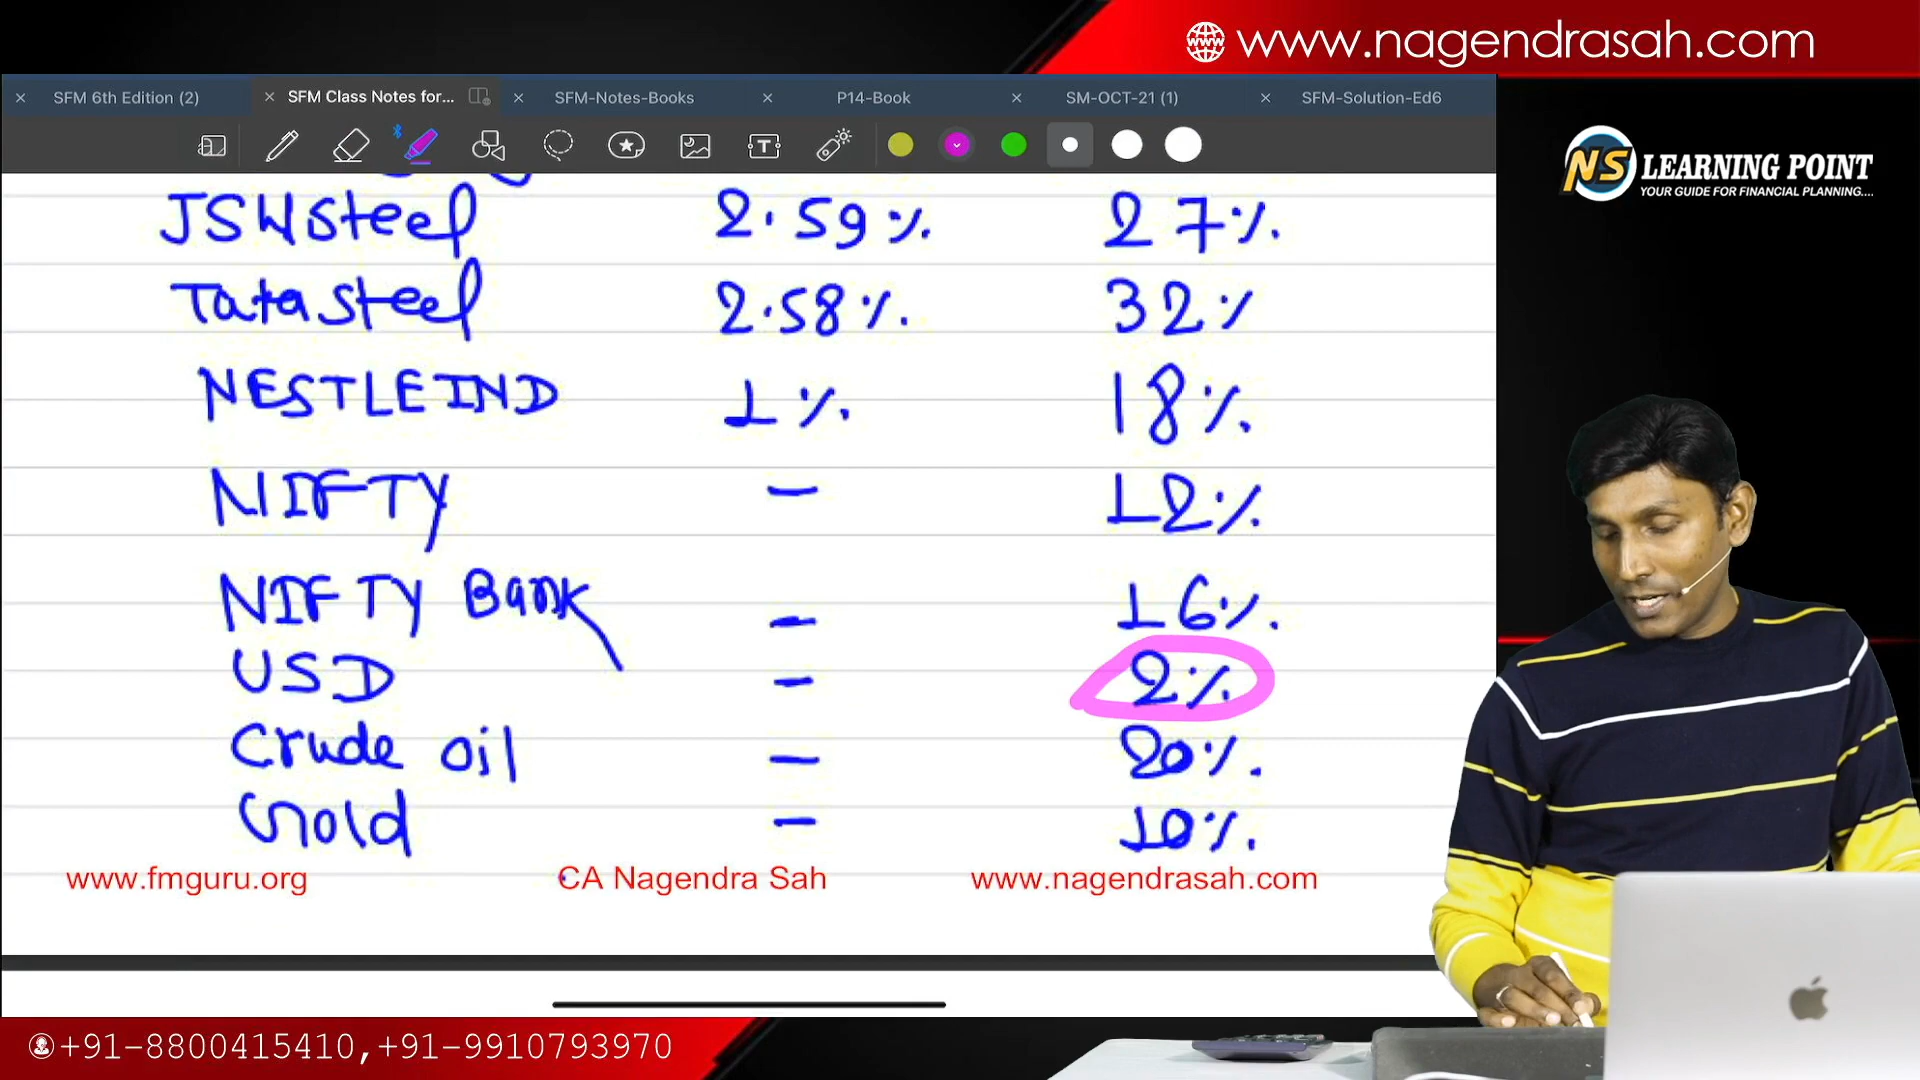 www.nagendrasah.com
SFM 6th Edition (2) SFM Class Notes for... SFM-Notes-Books P14-Book SM-OCT-21 (1) SFM-Solution-Ed6
NS LEARNING POINT
YOUR GUIDE FOR FINANCIAL PLANNING....
JSWSteel 2.59% 27%
Tata Steel 2.58% 32%
NESTLEIND 1% 18%
NIFTY - 12%
NIFTY Bank - 16%
USD - 2%
Crude oil - 20%
Gold - 10%
www.fmguru.org CA Nagendra Sah www.nagendrasah.com
+91-8800415410,+91-9910793970